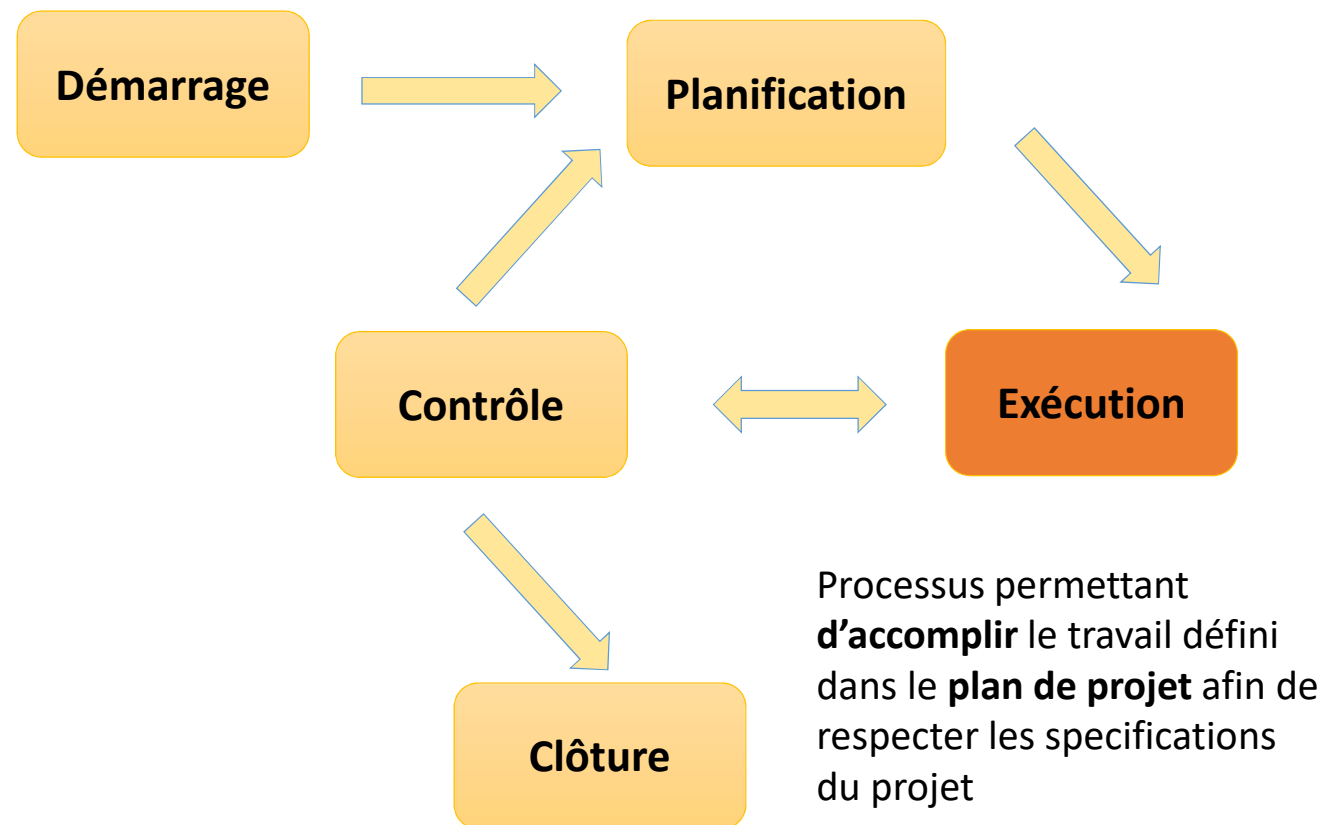 Démarrage
Planification
Contrôle
Exécution
Processus permettant
d’accomplir le travail défini
dans le plan de projet afin de
respecter les specifications
du projet
Clôture